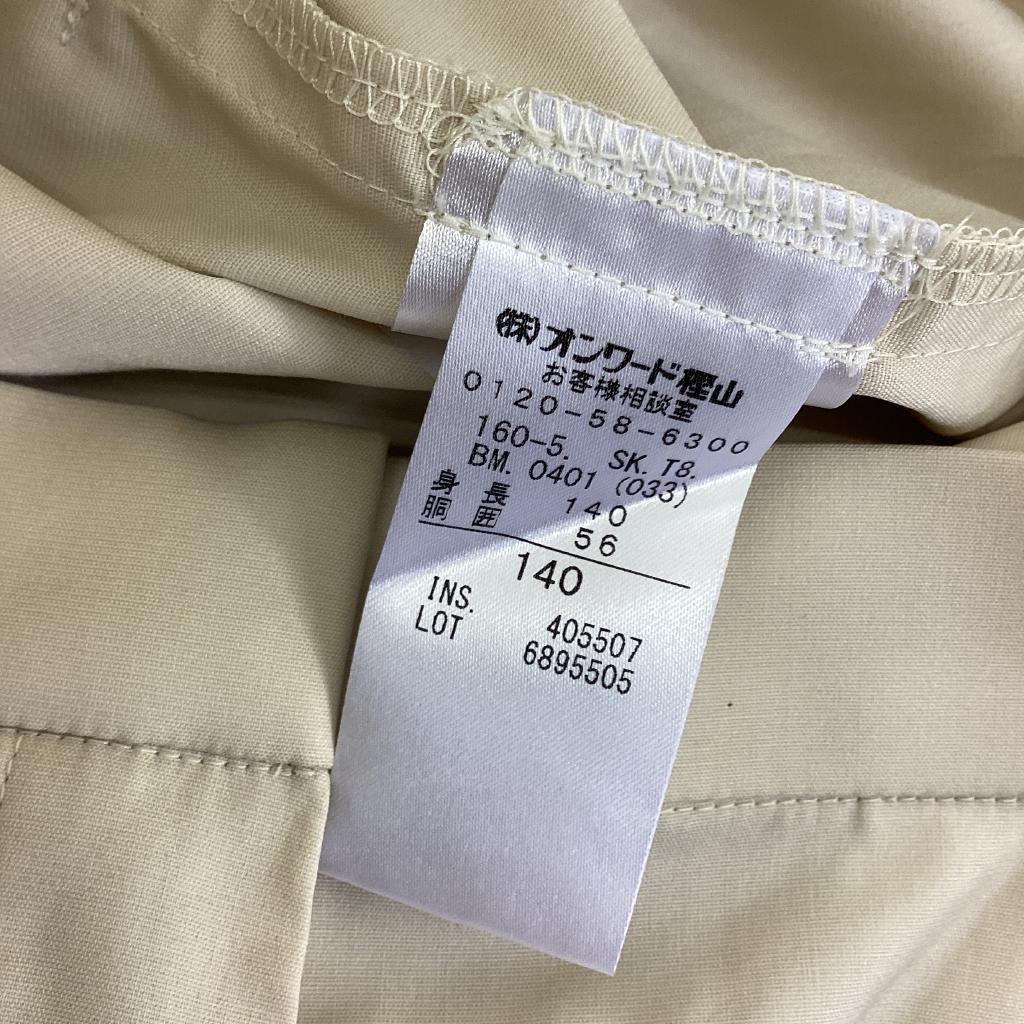 ㈱オンワード樫山
お客様相談室
0120-58-6300
160-5. SK. T8.
BM. 0401 (033)
身長 140
胴囲 56
140
INS. 405507
LOT 6895505